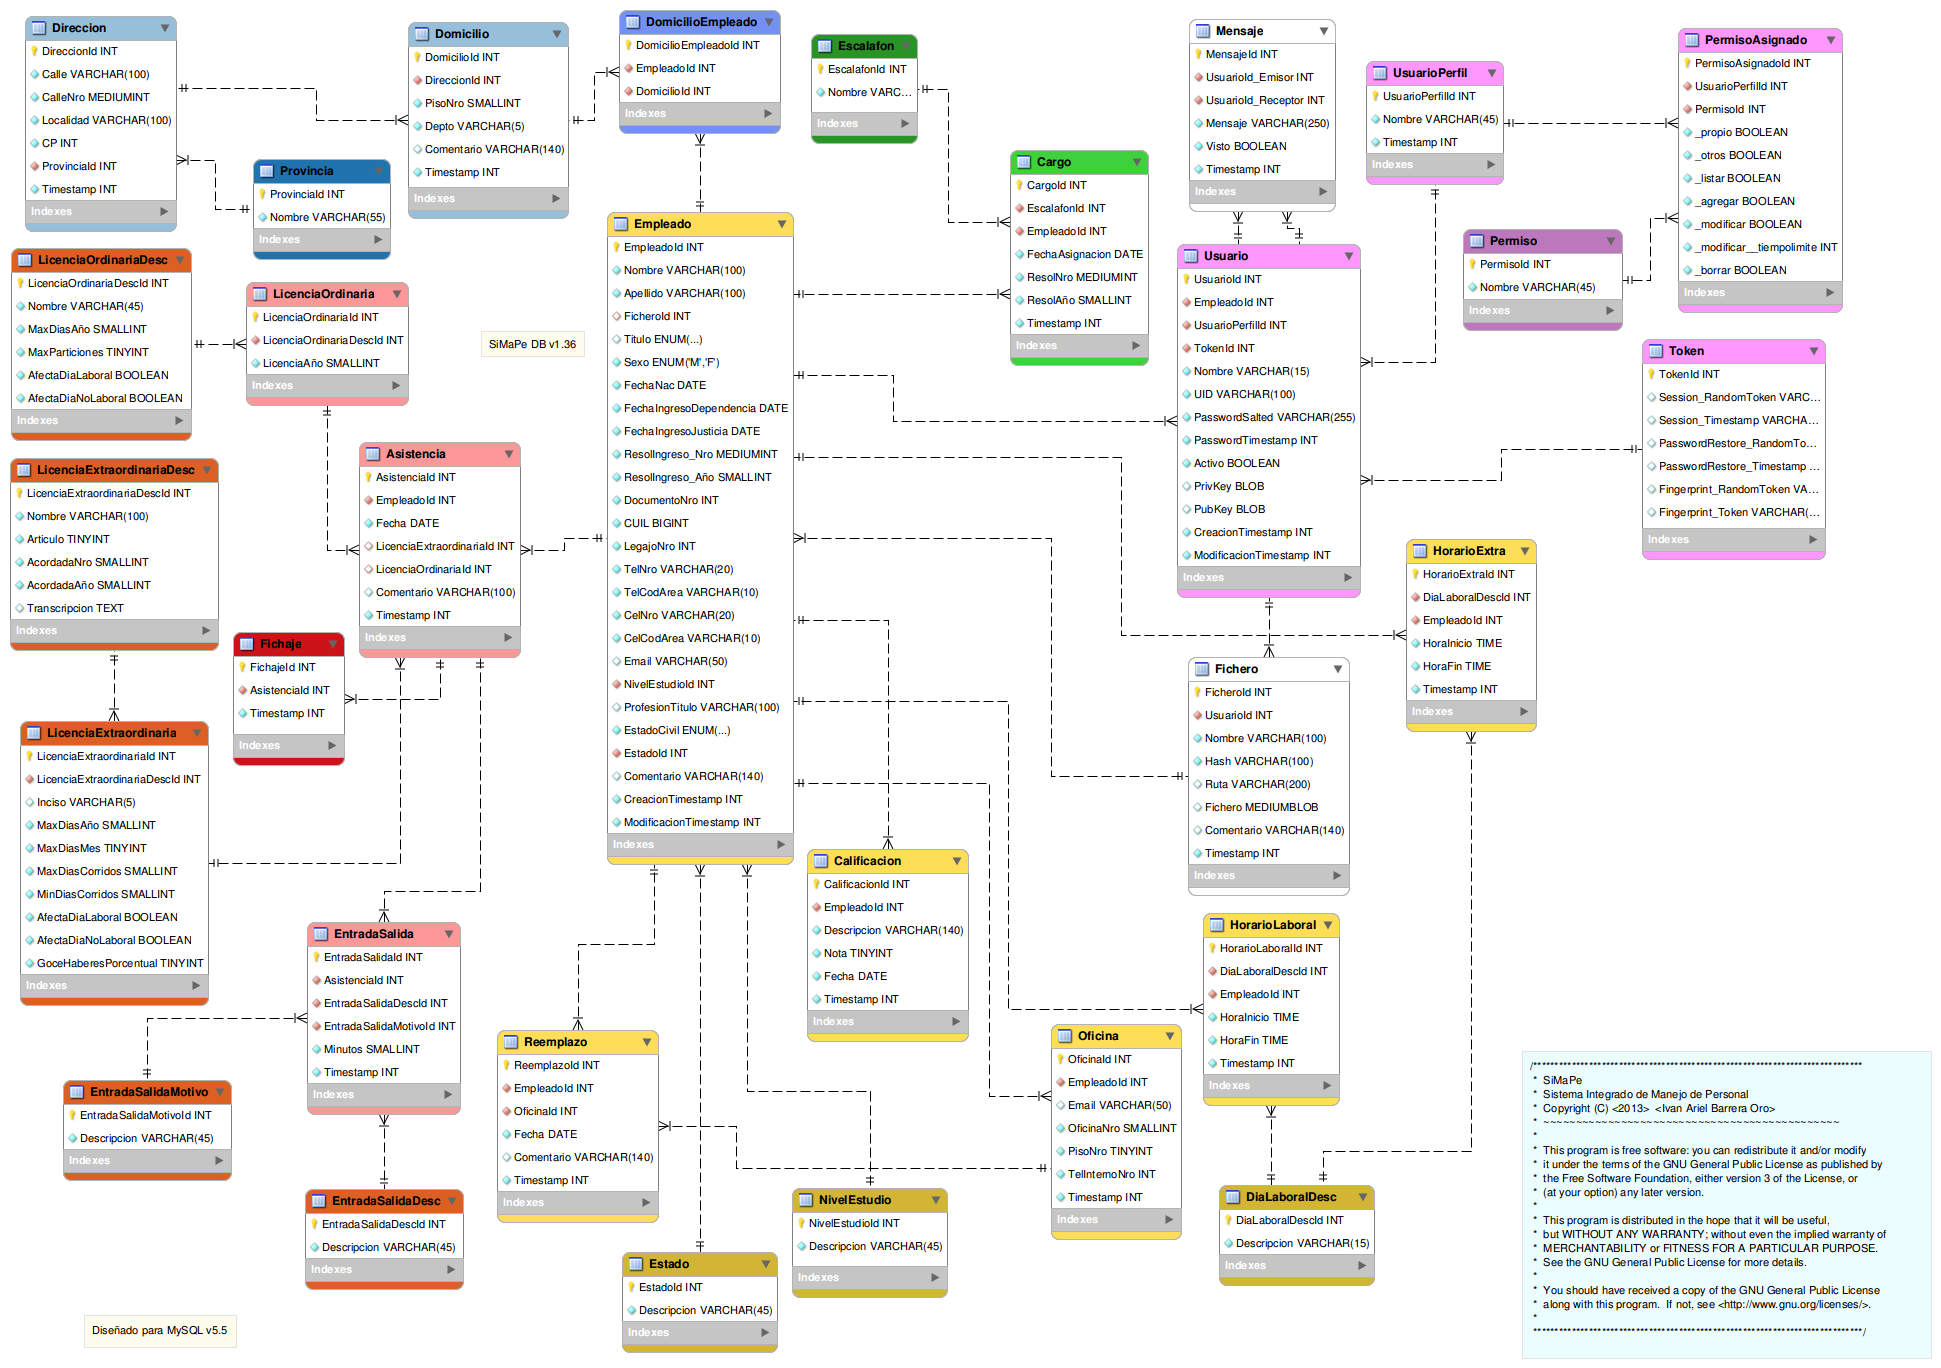 Direccion
DireccionId INT
Calle VARCHAR(100)
CalleNro MEDIUMINT
Localidad VARCHAR(100)
CP INT
ProvinciaId INT
Timestamp INT
Indexes
Provincia
ProvinciaId INT
Nombre VARCHAR(55)
Indexes
Domicilio
DomicilioId INT
DireccionId INT
PisoNro SMALLINT
Depto VARCHAR(5)
Comentario VARCHAR(140)
Timestamp INT
Indexes
DomicilioEmpleado
DomicilioEmpleadoId INT
EmpleadoId INT
DomicilioId INT
Indexes
Escalafon
EscalafonId INT
Nombre VARC...
Indexes
Cargo
CargoId INT
EscalafonId INT
EmpleadoId INT
FechaAsignacion DATE
ResolNro MEDIUMINT
ResolAño SMALLINT
Timestamp INT
Indexes
Mensaje
MensajeId INT
UsuarioId_Emisor INT
UsuarioId_Receptor INT
Mensaje VARCHAR(250)
Visto BOOLEAN
Timestamp INT
Indexes
UsuarioPerfil
UsuarioPerfilId INT
Nombre VARCHAR(45)
Timestamp INT
Indexes
PermisoAsignado
PermisoAsignadoId INT
UsuarioPerfilId INT
PermisoId INT
_propio BOOLEAN
_otros BOOLEAN
_listar BOOLEAN
_agregar BOOLEAN
_modificar BOOLEAN
_modificar__tiempolimite INT
_borrar BOOLEAN
Indexes
Permiso
PermisoId INT
Nombre VARCHAR(45)
Indexes
LicenciaOrdinariaDesc
LicenciaOrdinariaDescId INT
Nombre VARCHAR(45)
MaxDiasAño SMALLINT
MaxParticiones TINYINT
AfectaDiaLaboral BOOLEAN
AfectaDiaNoLaboral BOOLEAN
Indexes
LicenciaOrdinaria
LicenciaOrdinariaId INT
LicenciaOrdinariaDescId INT
LicenciaAño SMALLINT
Indexes
SiMaPe DB v1.36
Empleado
EmpleadoId INT
Nombre VARCHAR(100)
Apellido VARCHAR(100)
FicheroId INT
Titulo ENUM(...)
Sexo ENUM('M','F')
FechaNac DATE
FechaIngresoDependencia DATE
FechaIngresoJusticia DATE
ResolIngreso_Nro MEDIUMINT
ResolIngreso_Año SMALLINT
DocumentoNro INT
CUIL BIGINT
LegajoNro INT
TelNro VARCHAR(20)
TelCodArea VARCHAR(10)
CelNro VARCHAR(20)
CelCodArea VARCHAR(10)
Email VARCHAR(50)
NivelEstudioId INT
ProfesionTitulo VARCHAR(100)
EstadoCivil ENUM(...)
EstadoId INT
Comentario VARCHAR(140)
CreacionTimestamp INT
ModificacionTimestamp INT
Indexes
Usuario
UsuarioId INT
EmpleadoId INT
UsuarioPerfilId INT
TokenId INT
Nombre VARCHAR(15)
UID VARCHAR(100)
PasswordSalted VARCHAR(255)
PasswordTimestamp INT
Activo BOOLEAN
PrivKey BLOB
PubKey BLOB
CreacionTimestamp INT
ModificacionTimestamp INT
Indexes
Token
TokenId INT
Session_RandomToken VARC...
Session_Timestamp VARCHA...
PasswordRestore_RandomTo...
PasswordRestore_Timestamp ...
Fingerprint_RandomToken VA...
Fingerprint_Token VARCHAR(...
Indexes
LicenciaExtraordinariaDesc
LicenciaExtraordinariaDescId INT
Nombre VARCHAR(100)
Articulo TINYINT
AcordadaNro SMALLINT
AcordadaAño SMALLINT
Transcripcion TEXT
Indexes
Asistencia
AsistenciaId INT
EmpleadoId INT
Fecha DATE
LicenciaExtraordinariaId INT
LicenciaOrdinariaId INT
Comentario VARCHAR(100)
Timestamp INT
Indexes
Fichaje
FichajeId INT
AsistenciaId INT
Timestamp INT
Indexes
HorarioExtra
HorarioExtraId INT
DiaLaboralDescId INT
EmpleadoId INT
HoraInicio TIME
HoraFin TIME
Timestamp INT
Indexes
Fichero
FicheroId INT
UsuarioId INT
Nombre VARCHAR(100)
Hash VARCHAR(100)
Ruta VARCHAR(200)
Fichero MEDIUMBLOB
Comentario VARCHAR(140)
Timestamp INT
Indexes
LicenciaExtraordinaria
LicenciaExtraordinariaId INT
LicenciaExtraordinariaDescId INT
Inciso VARCHAR(5)
MaxDiasAño SMALLINT
MaxDiasMes TINYINT
MaxDiasCorridos SMALLINT
MinDiasCorridos SMALLINT
AfectaDiaLaboral BOOLEAN
AfectaDiaNoLaboral BOOLEAN
GoceHaberesPorcentual TINYINT
Indexes
Calificacion
CalificacionId INT
EmpleadoId INT
Descripcion VARCHAR(140)
Nota TINYINT
Fecha DATE
Timestamp INT
Indexes
HorarioLaboral
HorarioLaboralId INT
DiaLaboralDescId INT
EmpleadoId INT
HoraInicio TIME
HoraFin TIME
Timestamp INT
Indexes
EntradaSalida
EntradaSalidaId INT
AsistenciaId INT
EntradaSalidaDescId INT
EntradaSalidaMotivoId INT
Minutos SMALLINT
Timestamp INT
Indexes
Reemplazo
ReemplazoId INT
EmpleadoId INT
OficinaId INT
Fecha DATE
Comentario VARCHAR(140)
Timestamp INT
Indexes
Oficina
OficinaId INT
EmpleadoId INT
Email VARCHAR(50)
OficinaNro SMALLINT
PisoNro TINYINT
TelInternoNro INT
Timestamp INT
Indexes
EntradaSalidaMotivo
EntradaSalidaMotivoId INT
Descripcion VARCHAR(45)
Indexes
EntradaSalidaDesc
EntradaSalidaDescId INT
Descripcion VARCHAR(45)
Indexes
NivelEstudio
NivelEstudioId INT
Descripcion VARCHAR(45)
Indexes
DiaLaboralDesc
DiaLaboralDescId INT
Descripcion VARCHAR(15)
Indexes
Estado
EstadoId INT
Descripcion VARCHAR(45)
Indexes
Diseñado para MySQL v5.5
/*****************************************************************************
* SiMaPe
* Sistema Integrado de Manejo de Personal
* Copyright (C) <2013> <Ivan Ariel Barrera Oro>
* ~~~~~~~~~~~~~~~~~~~~~~~~~~~~~~~~~~~~~~~~~~~~~
*
* This program is free software: you can redistribute it and/or modify
* it under the terms of the GNU General Public License as published by
* the Free Software Foundation, either version 3 of the License, or
* (at your option) any later version.
*
* This program is distributed in the hope that it will be useful,
* but WITHOUT ANY WARRANTY; without even the implied warranty of
* MERCHANTABILITY or FITNESS FOR A PARTICULAR PURPOSE.
* See the GNU General Public License for more details.
*
* You should have received a copy of the GNU General Public License
* along with this program. If not, see <http://www.gnu.org/licenses/>.
*
*****************************************************************************/